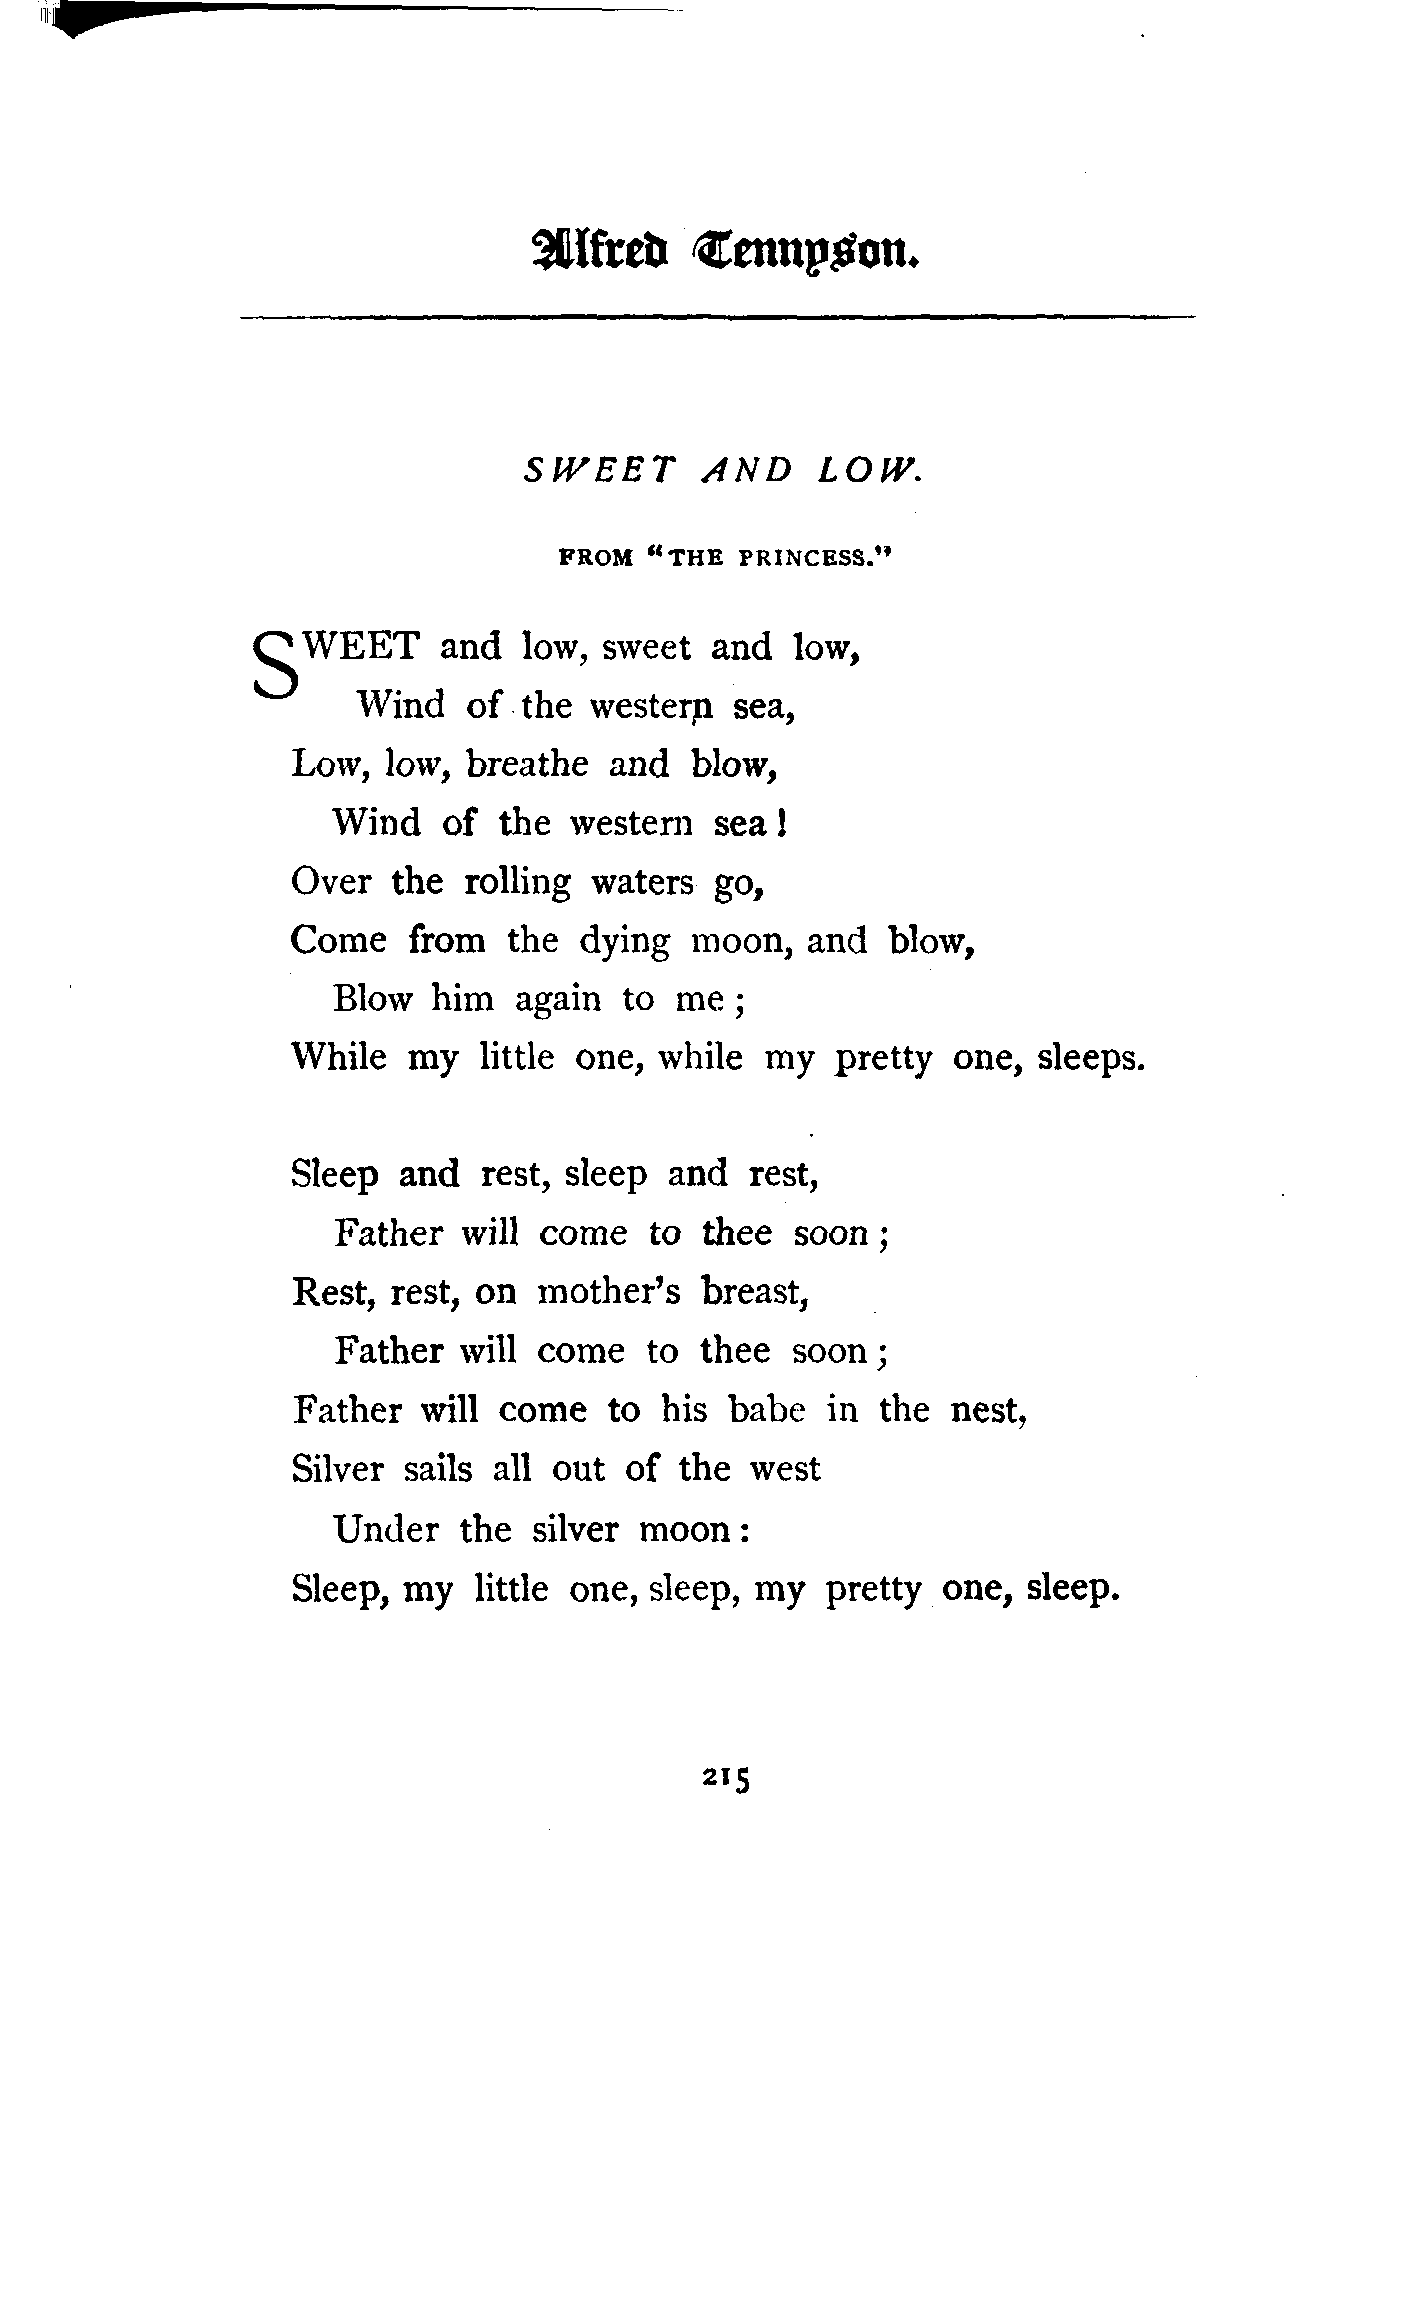 Alfred Tennyson.
SWEET AND LOW.
FROM “THE PRINCESS.”
SWEET and low, sweet and low,
Wind of the western sea,
Low, low, breathe and blow,
Wind of the western sea!
Over the rolling waters go,
Come from the dying moon, and blow,
Blow him again to me;
While my little one, while my pretty one, sleeps.
Sleep and rest, sleep and rest,
Father will come to thee soon;
Rest, rest, on mother’s breast,
Father will come to thee soon;
Father will come to his babe in the nest,
Silver sails all out of the west
Under the silver moon:
Sleep, my little one, sleep, my pretty one, sleep.
215